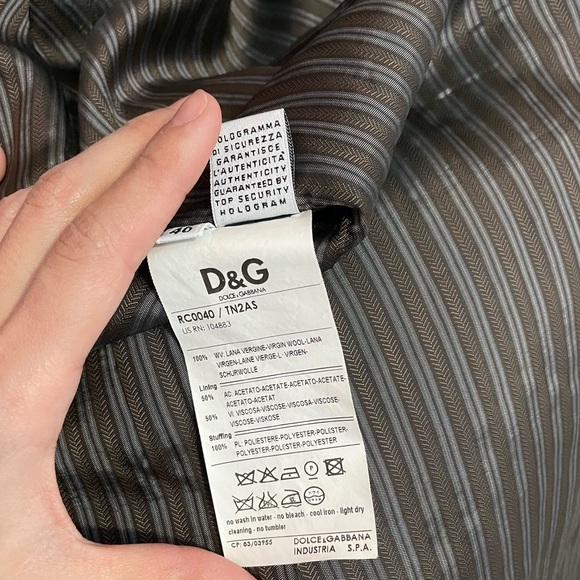 OLOGRAMMA
DI SICUREZZA
GARANTISCE
L'AUTENTICITA'
AUTHENTICITY
GUARANTEED BY
TOP SECURITY
HOLOGRAM
40
D&G
DOLCE&GABBANA
RC0040 / TN2AS
US RN: 104883
100% WV: LANA VERGINE-VIRGIN WOOL-LANA
VIRGEN-LAINE VIERGE-L - VIRGEN-
SCHURWOLLE
Lining
50% AC: ACETATO-ACETATE-ACETATO-ACETATE-
ACETATO-ACETAT
50% VI: VISCOSA-VISCOSE-VISCOSA-VISCOSE-
VISCOSE-VISKOSE
Stuffing
100% PL: POLIESTERE-POLYESTER-POLIESTER-
POLYESTER-POLIESTER-POLYESTER
no wash in water - no bleach - cool iron - light dry
cleaning - no tumbler
CP: 63/03955
DOLCE&GABBANA
INDUSTRIA S.P.A.